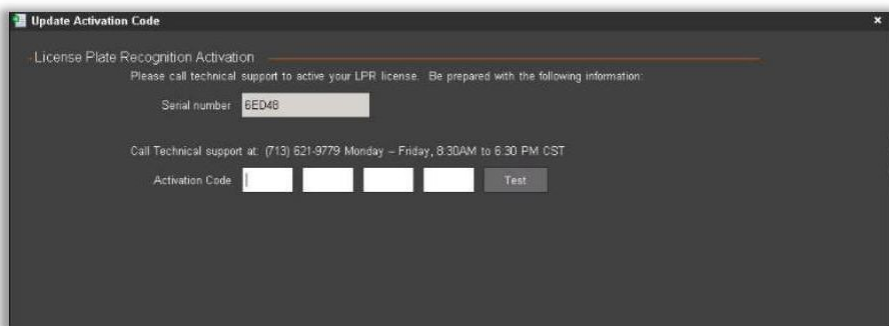 Update Activation Code
License Plate Recognition Activation
Please call technical support to active your LPR license. Be prepared with the following information:
Serial number 6ED48
Call Technical support at: (713) 621-9779 Monday – Friday, 8:30AM to 6:30 PM CST
Activation Code Test